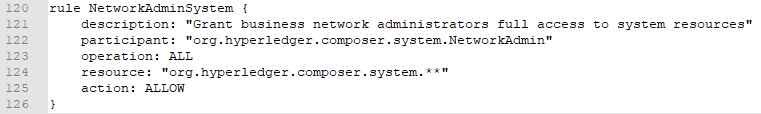 120 rule NetworkAdminSystem {
121     description: "Grant business network administrators full access to system resources"
122     participant: "org.hyperledger.composer.system.NetworkAdmin"
123     operation: ALL
124     resource: "org.hyperledger.composer.system.**"
125     action: ALLOW
126 }